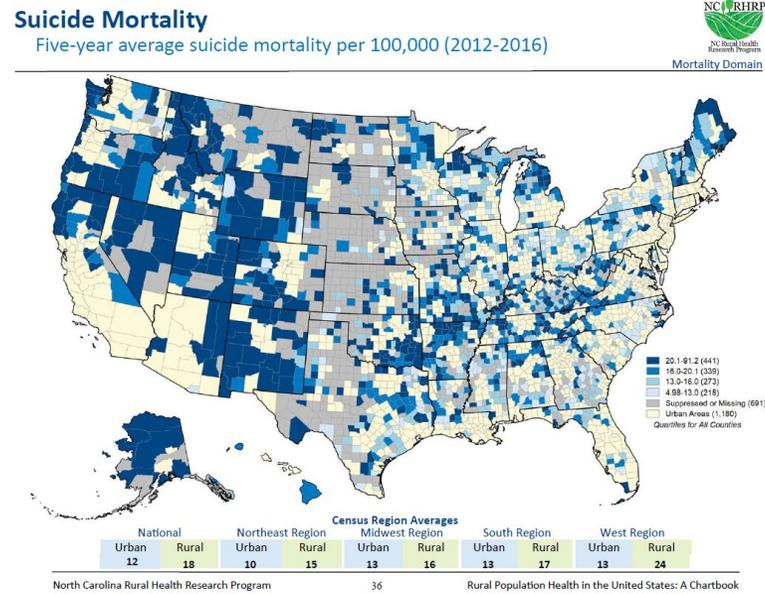 Suicide Mortality
Five-year average suicide mortality per 100,000 (2012-2016)
NC RHRP
NC Rural Health
Research Program
Mortality Domain
20.1-91.2 (441)
16.0-20.1 (339)
13.0-16.0 (273)
4.98-13.0 (218)
Suppressed or Missing (691)
Urban Areas (1,180)
Quartiles for All Counties
Census Region Averages
National Northeast Region Midwest Region South Region West Region
Urban Rural Urban Rural Urban Rural Urban Rural Urban Rural
12 18 10 15 13 16 13 17 13 24
North Carolina Rural Health Research Program 36 Rural Population Health in the United States: A Chartbook